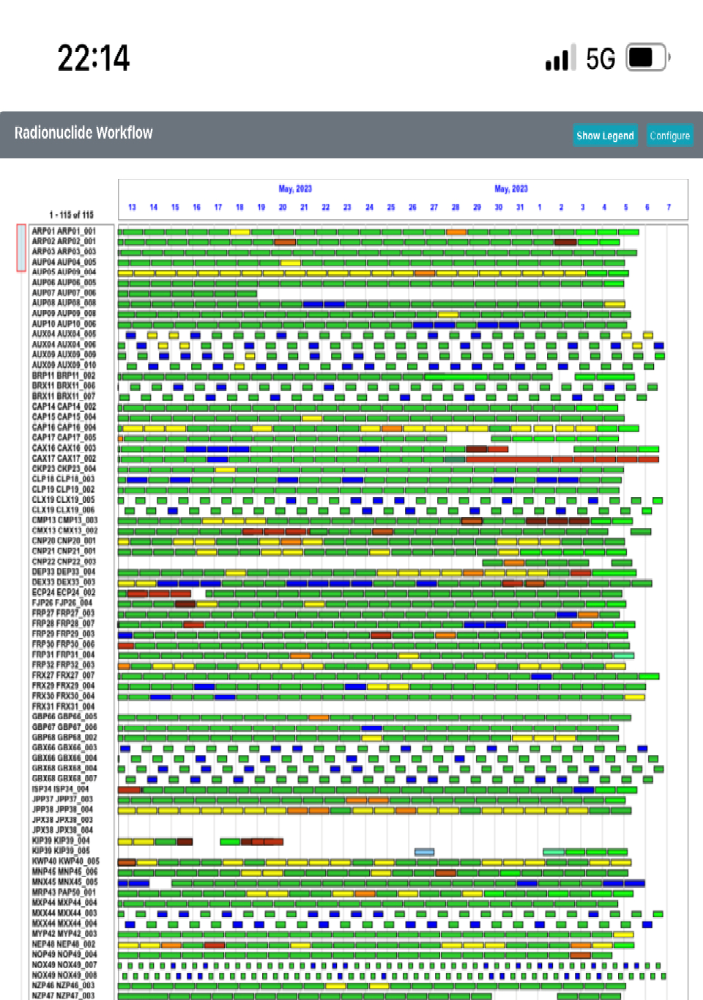 22:14 5G
Radionuclide Workflow Show Legend Configure
May, 2023 May, 2023
13 14 15 16 17 18 19 20 21 22 23 24 25 26 27 28 29 30 31 1 2 3 4 5 6 7
1 - 115 of 115
ARP01 ARP01_001
ARP02 ARP02_001
ARP03 ARP03_003
AUP04 AUP04_005
AUP05 AUP09_004
AUP06 AUP06_005
AUP07 AUP07_006
AUP08 AUP08_008
AUP09 AUP09_008
AUP10 AUP10_006
AUX04 AUX04_005
AUX04 AUX04_006
AUX09 AUX09_009
AUX09 AUX09_010
BRP11 BRP11_002
BRX11 BRX11_006
BRX11 BRX11_007
CAP14 CAP14_002
CAP15 CAP15_004
CAP16 CAP16_004
CAP17 CAP17_005
CAX16 CAX16_003
CAX17 CAX17_002
CKP23 CKP23_004
CLP18 CLP18_003
CLP19 CLP19_002
CLX19 CLX19_005
CLX19 CLX19_006
CMP13 CMP13_003
CMX13 CMX13_002
CNP20 CNP20_001
CNP21 CNP21_001
CNP22 CNP22_003
DEP33 DEP33_004
DEX33 DEX33_003
ECP24 ECP24_002
FJP26 FJP26_004
FRP27 FRP27_003
FRP28 FRP28_007
FRP29 FRP29_003
FRP30 FRP30_006
FRP31 FRP31_004
FRP32 FRP32_003
FRX27 FRX27_007
FRX29 FRX29_004
FRX30 FRX30_004
FRX31 FRX31_004
GBP66 GBP66_005
GBP67 GBP67_006
GBP68 GBP68_002
GBX66 GBX66_003
GBX66 GBX66_004
GBX68 GBX68_004
GBX68 GBX68_007
ISP34 ISP34_004
JPP37 JPP37_003
JPP38 JPP38_004
JPX38 JPX38_003
JPX38 JPX38_004
KIP39 KIP39_004
KIP39 KIP39_005
KWP40 KWP40_005
MNP45 MNP45_006
MNX45 MNX45_005
MRP43 PAP50_001
MXP44 MXP44_004
MXX44 MXX44_003
MXX44 MXX44_004
MYP42 MYP42_003
NEP48 NEP48_002
NOP49 NOP49_004
NOX49 NOX49_007
NOX49 NOX49_008
NZP46 NZP46_003
NZP47 NZP47_003